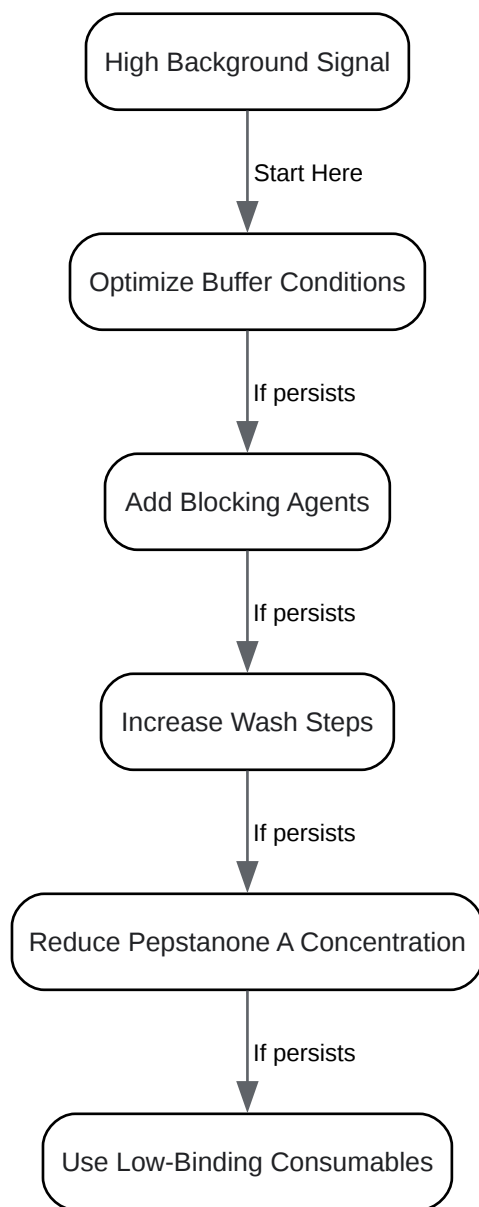 High Background Signal
Start Here
Optimize Buffer Conditions
If persists
Add Blocking Agents
If persists
Increase Wash Steps
If persists
Reduce Pepstanone A Concentration
If persists
Use Low-Binding Consumables